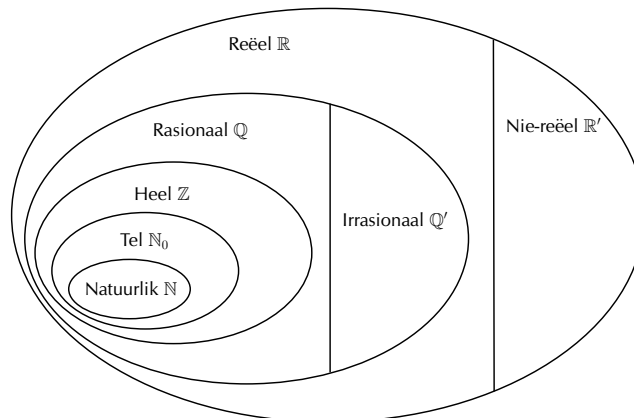 Reëel ℝ
Nie-reëel ℝ′
Rasionaal ℚ
Heel ℤ
Irrasionaal ℚ′
Tel ℕ₀
Natuurlik ℕ